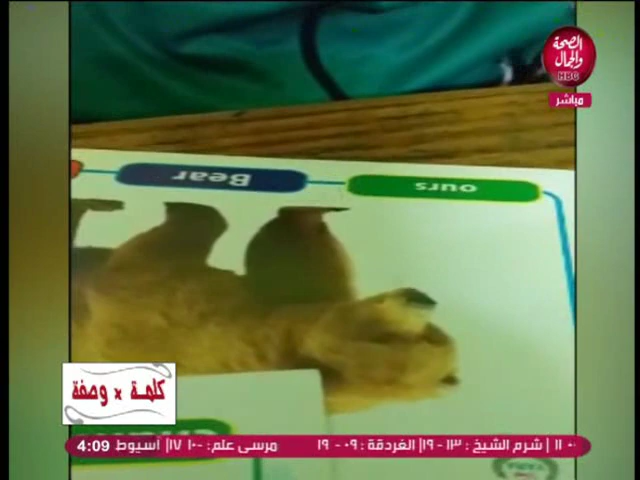 الصحة
والجمال
HBG
مباشر
ours
Bear
كلمة × وصفة
شرم الشيخ : ١٣ - ١٩| الغردقة : ٠٩ - ١٩
مرسى علم: ١٠ - ١٧| أسيوط
4:09